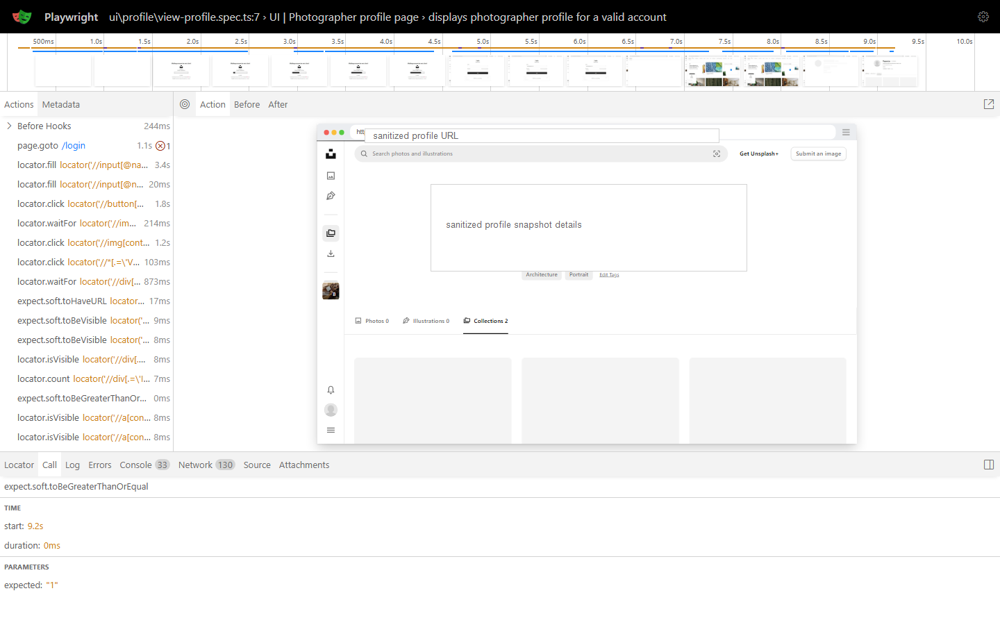 Playwright ui\profile\view-profile.spec.ts:7 › UI | Photographer profile page › displays photographer profile for a valid account
500ms 1.0s 1.5s 2.0s 2.5s 3.0s 3.5s 4.0s 4.5s 5.0s 5.5s 6.0s 6.5s 7.0s 7.5s 8.0s 8.5s 9.0s 9.5s 10.0s
Actions Metadata
Action Before After
Before Hooks 244ms
page.goto /login 1.1s 1
locator.fill locator('//input[@na... 3.4s
locator.fill locator('//input[@n... 20ms
locator.click locator('//button[... 1.8s
locator.waitFor locator('//im... 214ms
locator.click locator('//img[cont... 1.2s
locator.click locator('//*[.=\'V... 103ms
locator.waitFor locator('//div[... 873ms
expect.soft.toHaveURL locator... 17ms
expect.soft.toBeVisible locator('... 9ms
expect.soft.toBeVisible locator('... 8ms
locator.isVisible locator('//div[.... 8ms
locator.count locator('//div[.=\'I... 7ms
expect.soft.toBeGreaterThanOr... 0ms
locator.isVisible locator('//a[con... 8ms
locator.isVisible locator('//a[con... 8ms
sanitized profile URL
Search photos and illustrations
Get Unsplash+
Submit an image
sanitized profile snapshot details
Architecture Portrait Edit Tags
8
Photos 0 Illustrations 0 Collections 2
Locator Call Log Errors Console 33 Network 130 Source Attachments
expect.soft.toBeGreaterThanOrEqual
TIME
start: 9.2s
duration: 0ms
PARAMETERS
expected: "1"